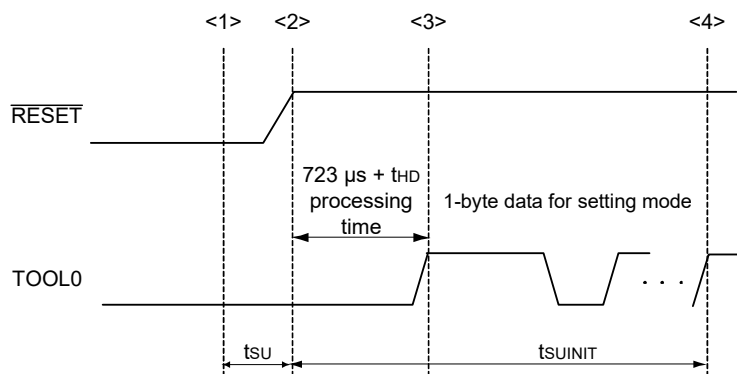 <1> <2> <3> <4>
RESET
723 µs + tHD
processing
time
1-byte data for setting mode
TOOL0
. . .
tSU
tSUINIT